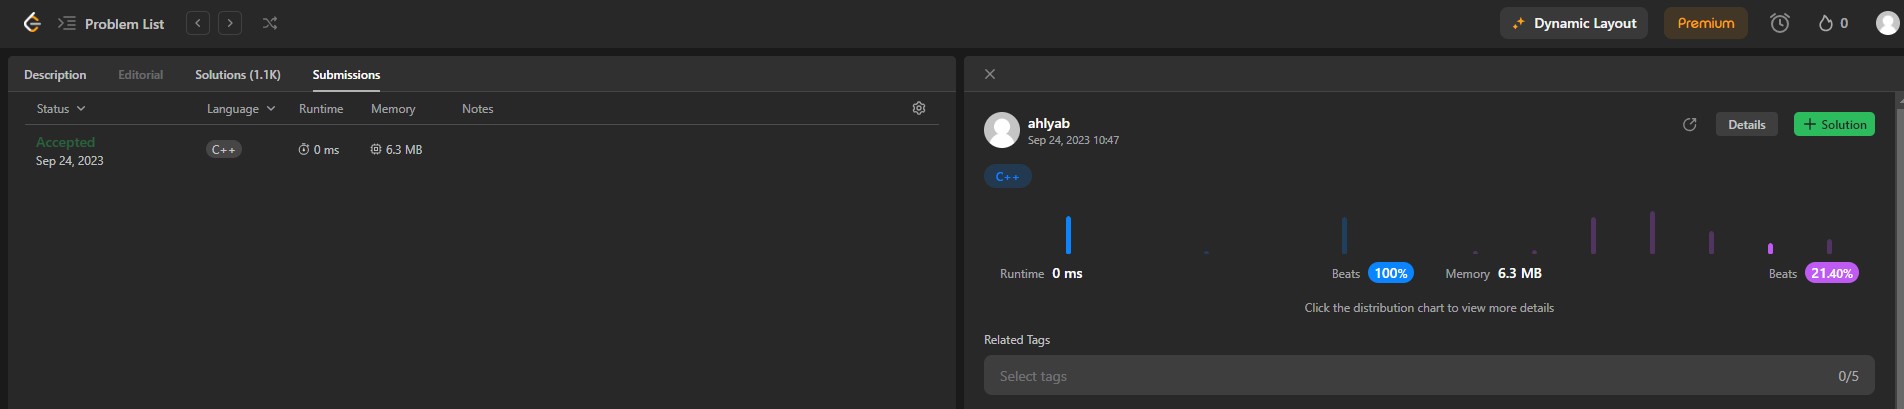 Problem List
Dynamic Layout
Premium
0
Description Editorial Solutions (1.1K) Submissions
Status Language Runtime Memory Notes
Accepted
Sep 24, 2023
C++ 0 ms 6.3 MB
ahlyab
Sep 24, 2023 10:47
Details
+ Solution
C++
Runtime 0 ms Beats 100%
Memory 6.3 MB Beats 21.40%
Click the distribution chart to view more details
Related Tags
Select tags 0/5